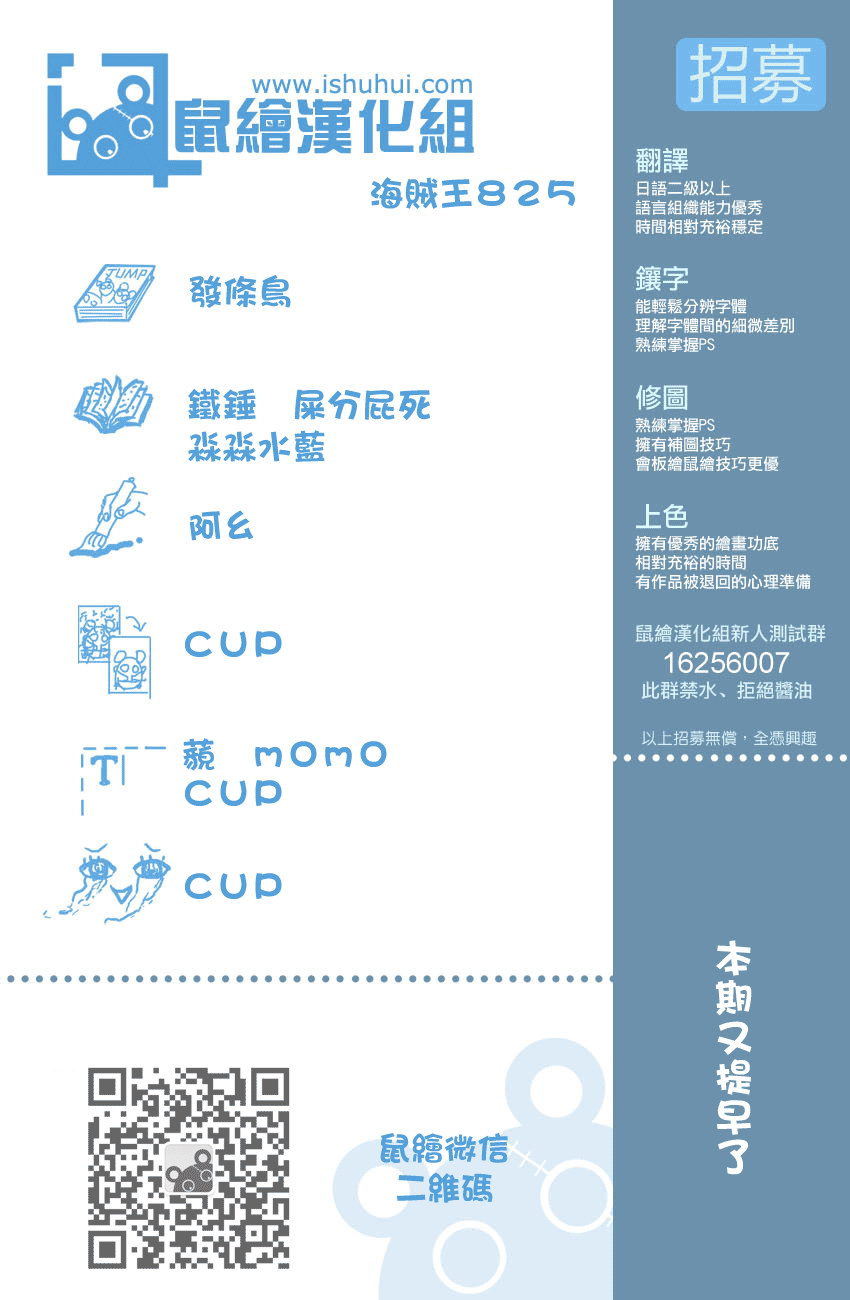 www.ishuhui.com
鼠繪漢化組
海賊王825
JUMP
發條鳥
鐵錘　屎分屁死
淼淼水藍
阿幺
cup
T
藐　momo
cup
cup
鼠繪微信
二維碼
招募
翻譯
日語二級以上
語言組織能力優秀
時間相對充裕穩定
鑲字
能輕鬆分辨字體
理解字體間的細微差別
熟練掌握PS
修圖
熟練掌握PS
擁有補圖技巧
會板繪鼠繪技巧更優
上色
擁有優秀的繪畫功底
相對充裕的時間
有作品被退回的心理準備
鼠繪漢化組新人測試群
16256007
此群禁水、拒絕醬油
以上招募無償，全憑興趣
本期又提早了